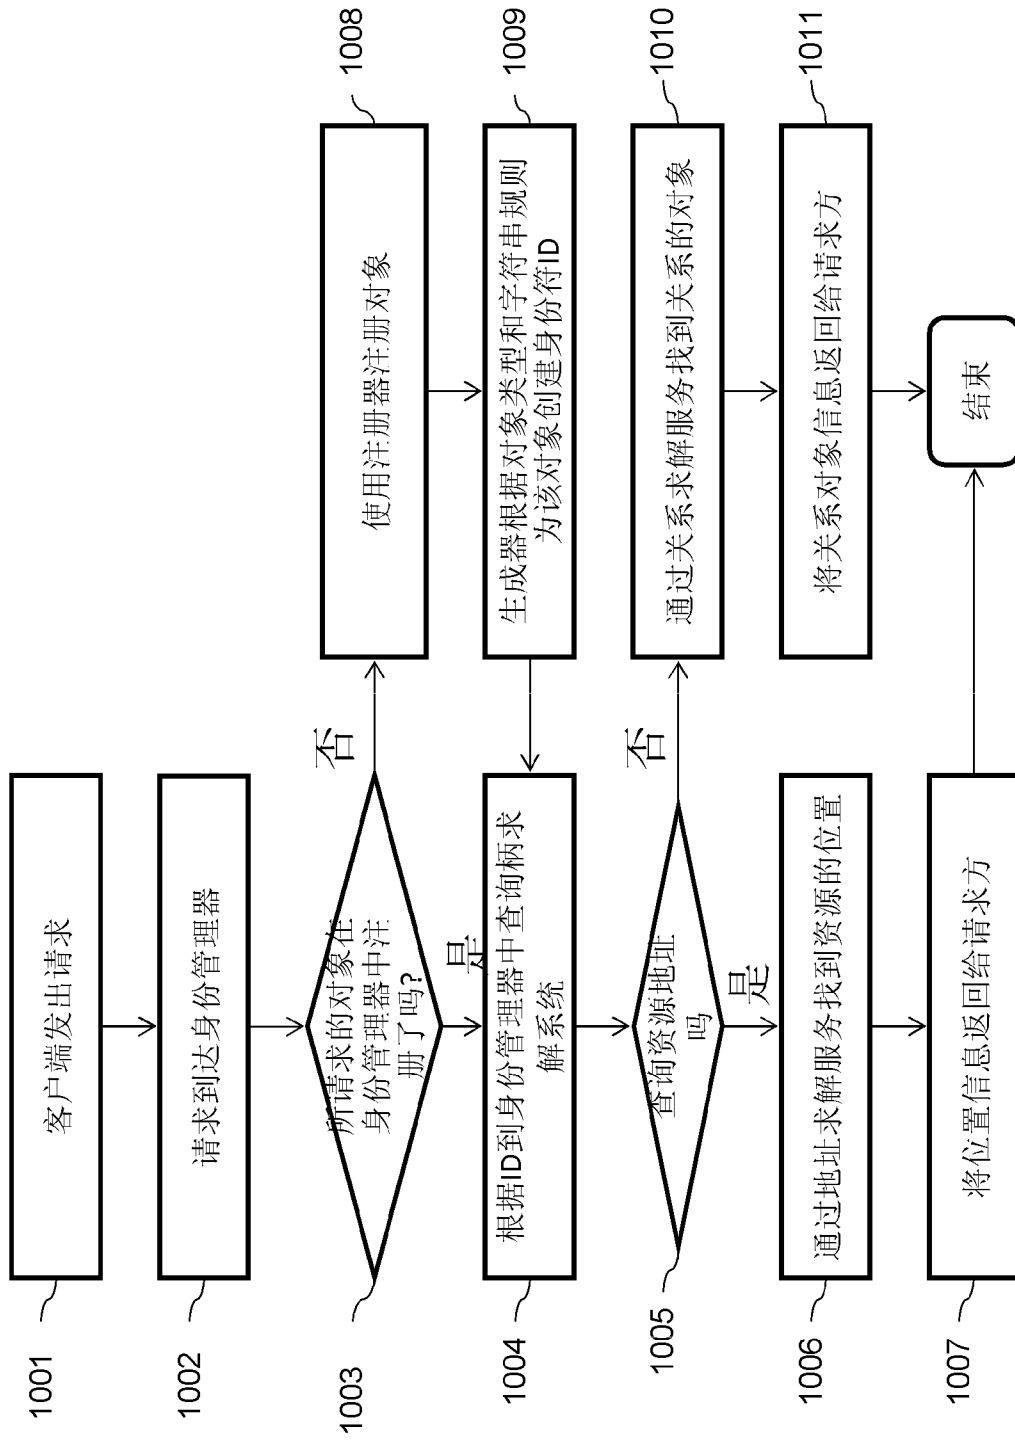 1001
客户端发出请求
1002
请求到达身份管理器
1003
所请求的对象在
身份管理器中注
册了吗?
否
是
1008
使用注册器注册对象
1009
生成器根据对象类型和字符串规则
为该对象创建身份符ID
1004
根据ID到身份管理器中查询柄求
解系统
1005
查询资源地址
吗
否
是
1010
通过关系求解服务找到关系的对象
1011
将关系对象信息返回给请求方
1006
通过地址求解服务找到资源的位置
1007
将位置信息返回给请求方
结束